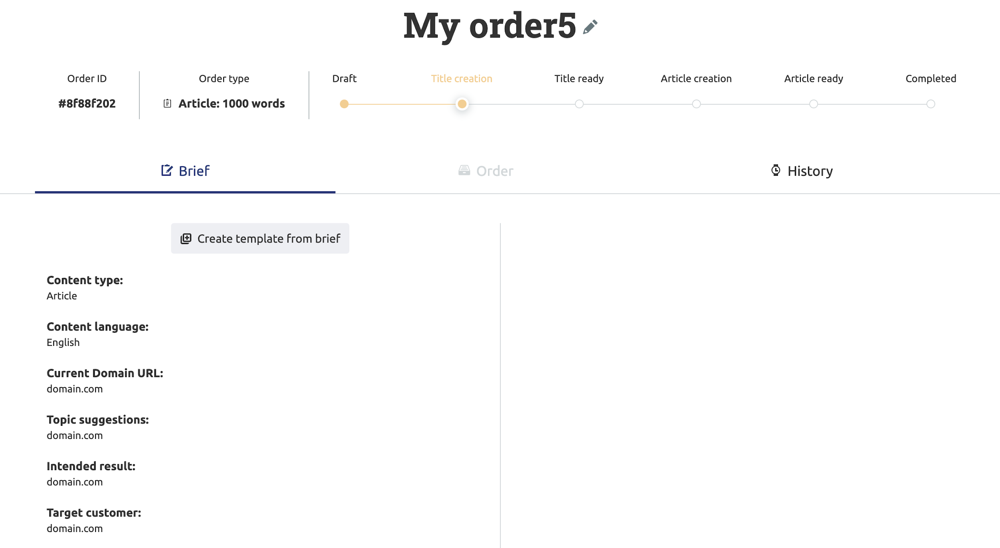 My order5
Order ID
#8f88f202
Order type
Article: 1000 words
Draft
Title creation
Title ready
Article creation
Article ready
Completed
Brief
Order
History
Create template from brief
Content type:
Article
Content language:
English
Current Domain URL:
domain.com
Topic suggestions:
domain.com
Intended result:
domain.com
Target customer:
domain.com